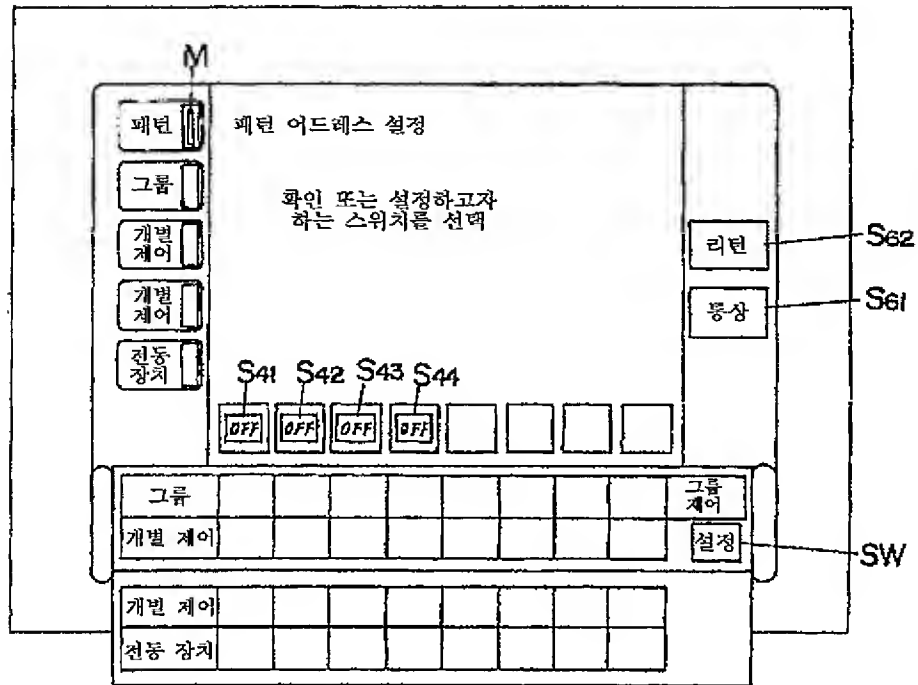 M
패턴
패턴 어드레스 설정
그룹
확인 또는 설정하고자
하는 스위치를 선택
개별
제어
리턴
S62
개별
제어
통상
S61
전동
장치
S41 S42 S43 S44
OFF OFF OFF OFF
그룹
그룹
제어
개별 제어
설정
SW
개별 제어
전동 장치